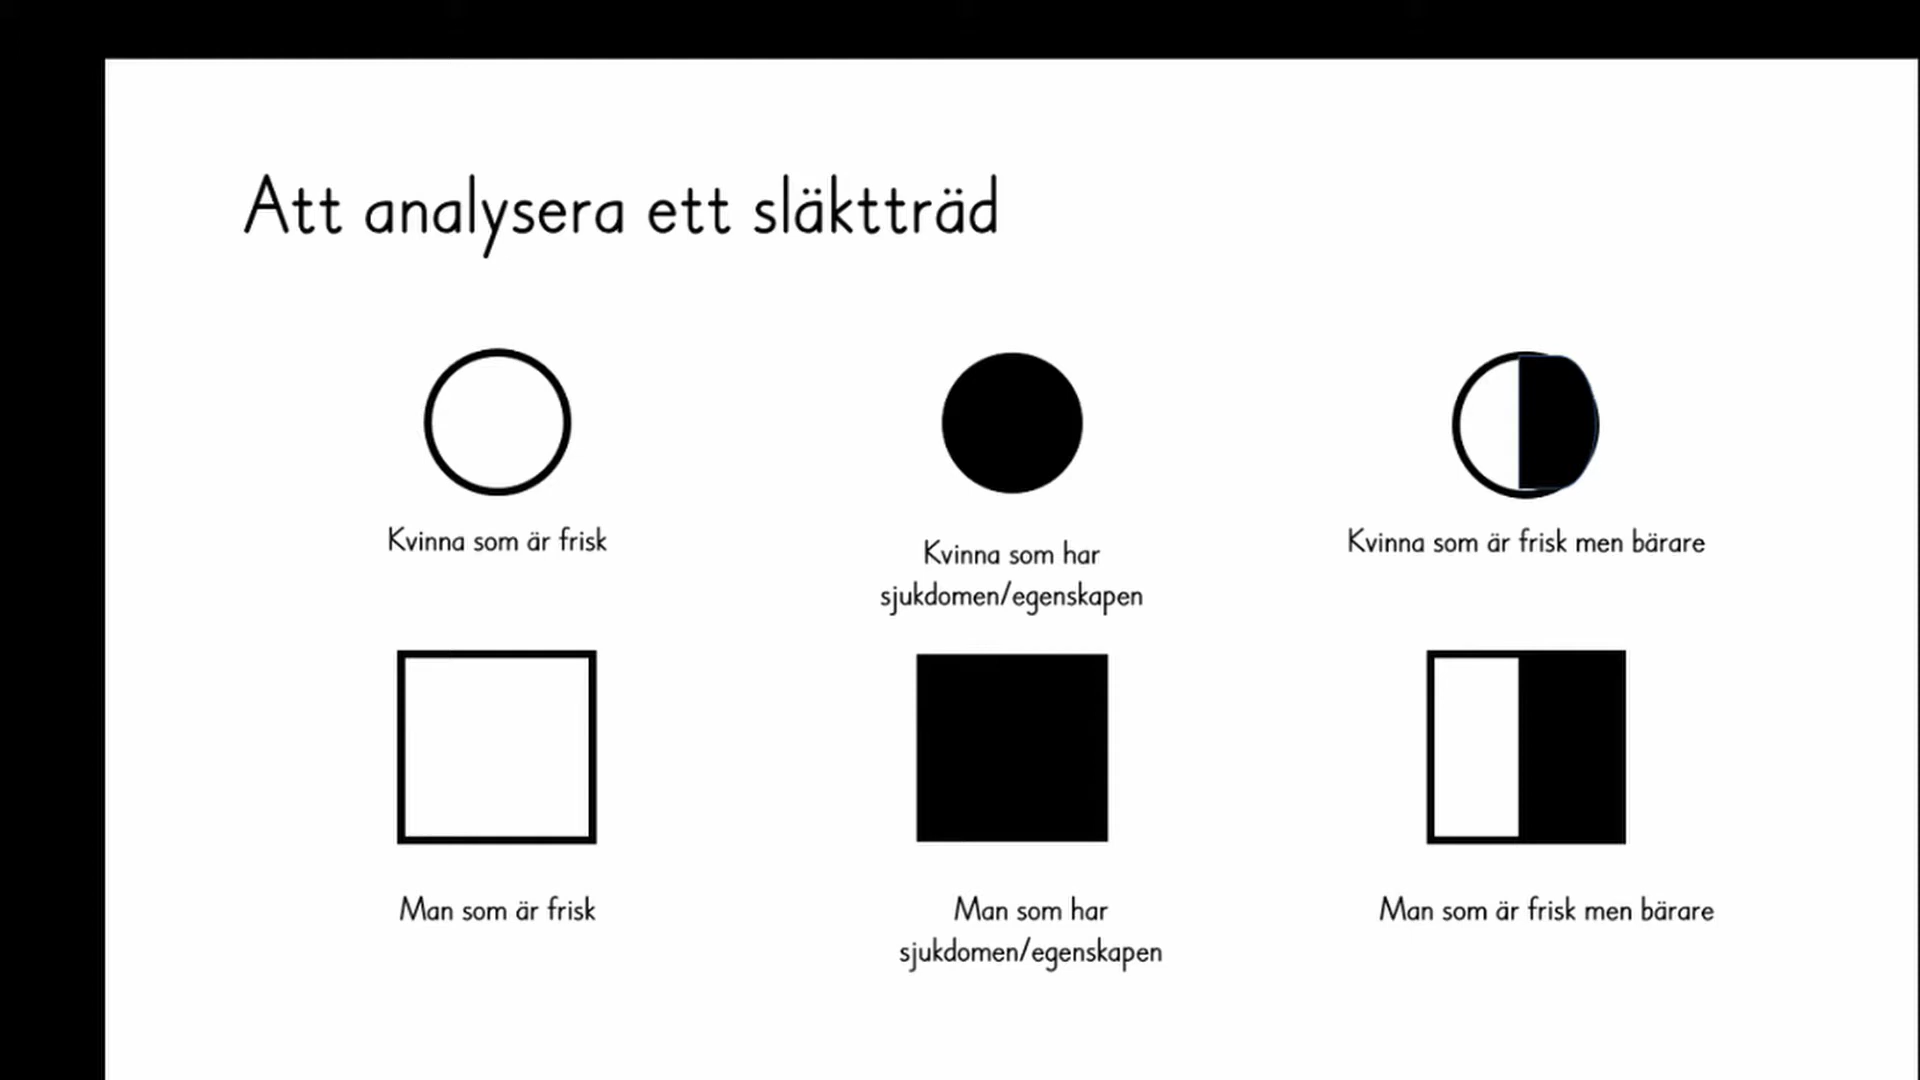 Att analysera ett släktträd
Kvinna som är frisk
Kvinna som har
sjukdomen/egenskapen
Kvinna som är frisk men bärare
Man som är frisk
Man som har
sjukdomen/egenskapen
Man som är frisk men bärare